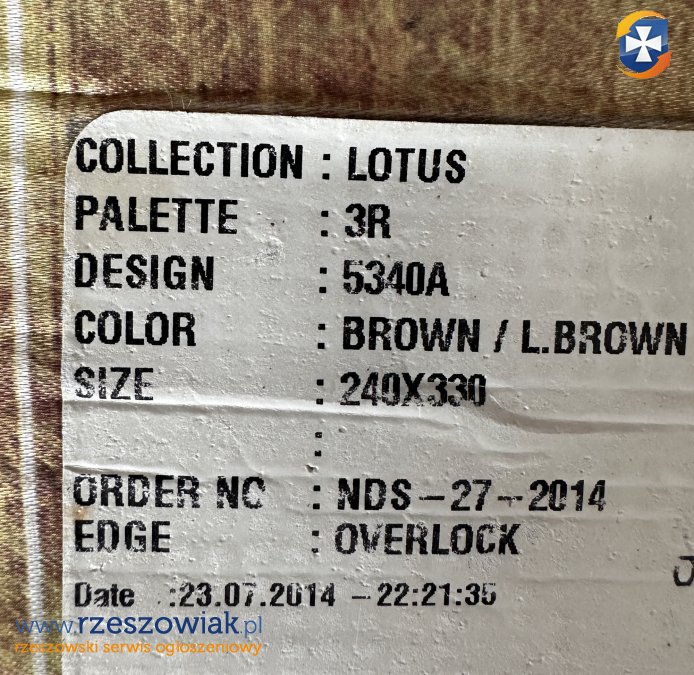 COLLECTION : LOTUS
PALETTE : 3R
DESIGN : 5340A
COLOR : BROWN / L.BROWN
SIZE : 240X330
:
ORDER NO : NDS-27-2014
EDGE : OVERLOCK
Date .:23.07.2014 -22:21:35
www.rzeszowiak.pl
rzeszowski serwis ogłoszeniowy